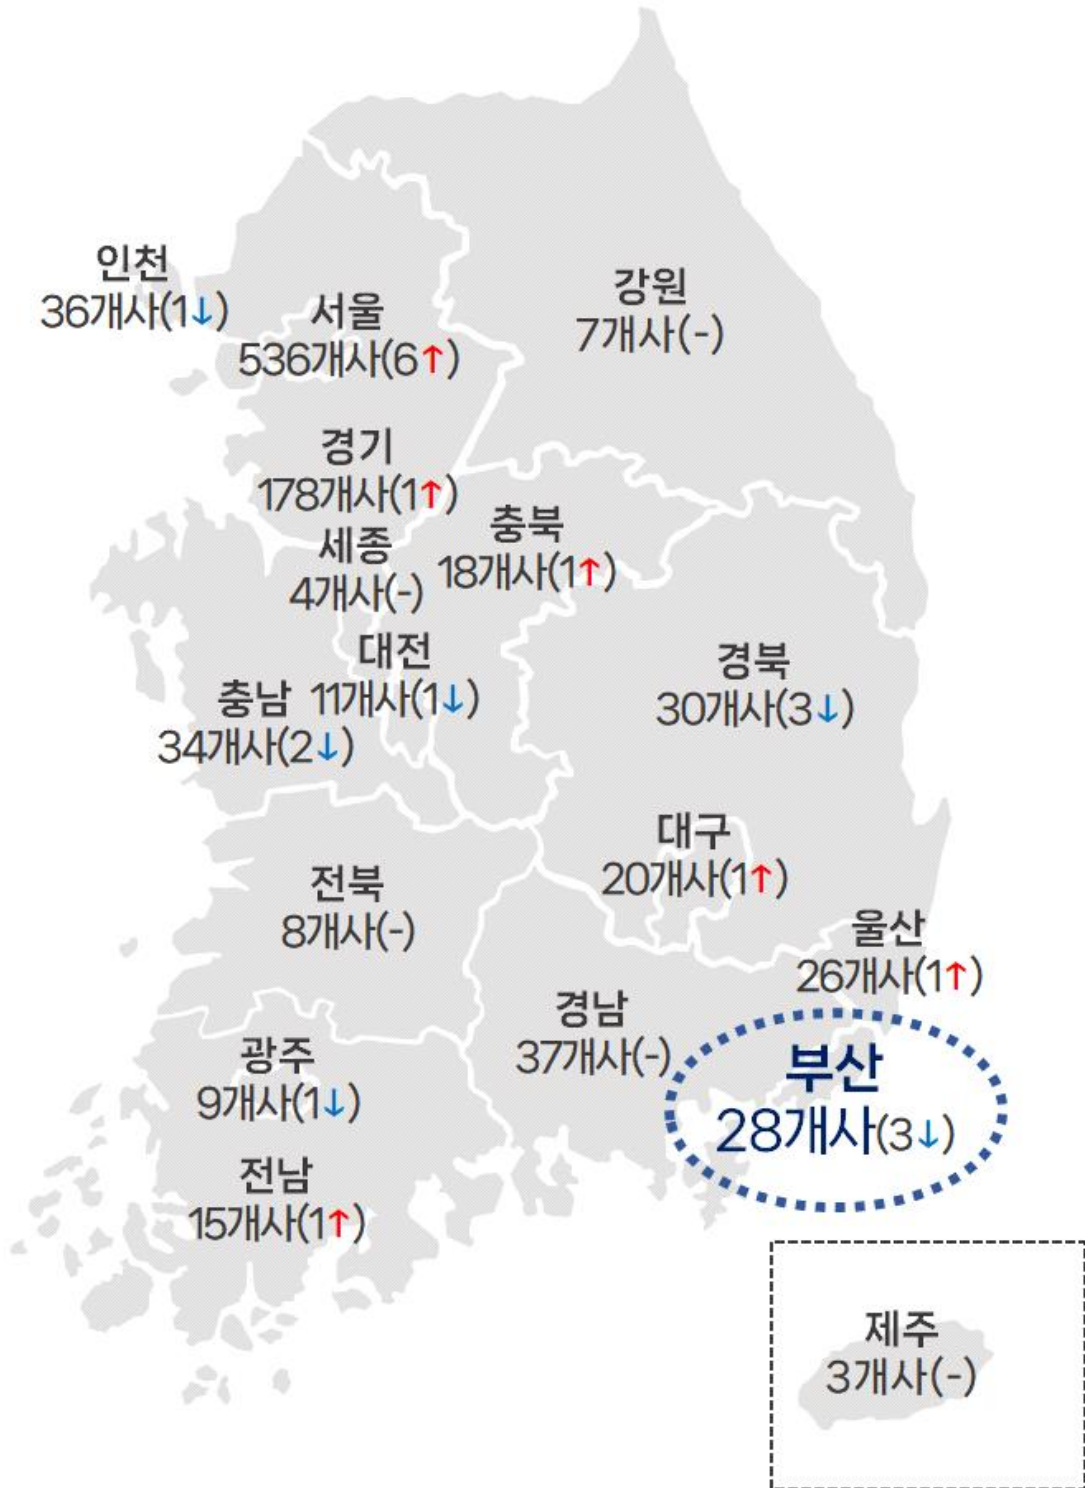 인천
36개사(1↓)
서울
536개사(6↑)
강원
7개사(-)
경기
178개사(1↑)
세종
4개사(-)
충북
18개사(1↑)
대전
11개사(1↓)
충남
34개사(2↓)
경북
30개사(3↓)
대구
20개사(1↑)
전북
8개사(-)
울산
26개사(1↑)
경남
37개사(-)
부산
28개사(3↓)
광주
9개사(1↓)
전남
15개사(1↑)
제주
3개사(-)